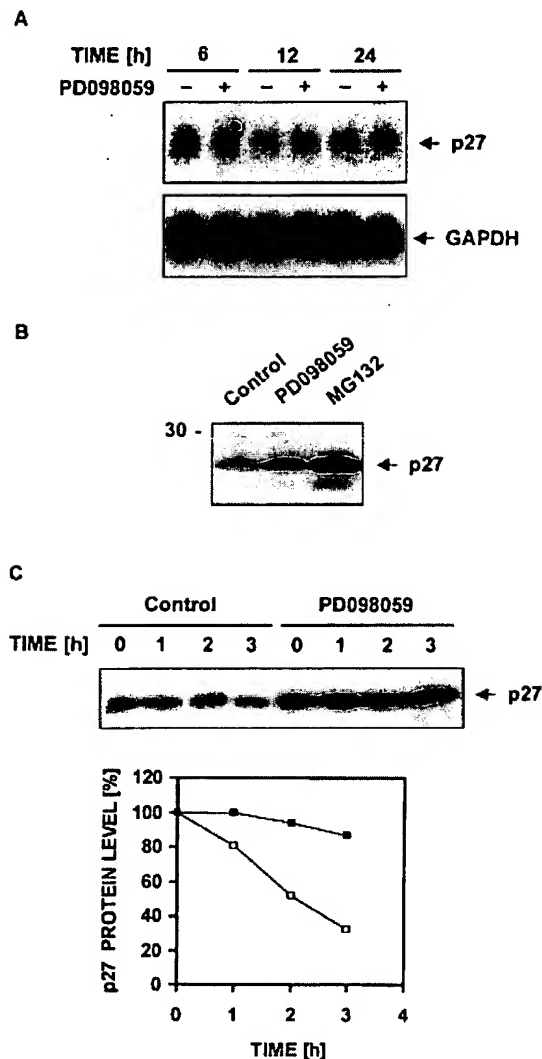 A
TIME [h] 6 12 24
PD098059 – + – + – +
← p27
← GAPDH
B
Control PD098059 MG132
30 -
← p27
C
Control PD098059
TIME [h] 0 1 2 3 0 1 2 3
← p27
p27 PROTEIN LEVEL [%]
120
100
80
60
40
20
0
0 1 2 3 4
TIME [h]